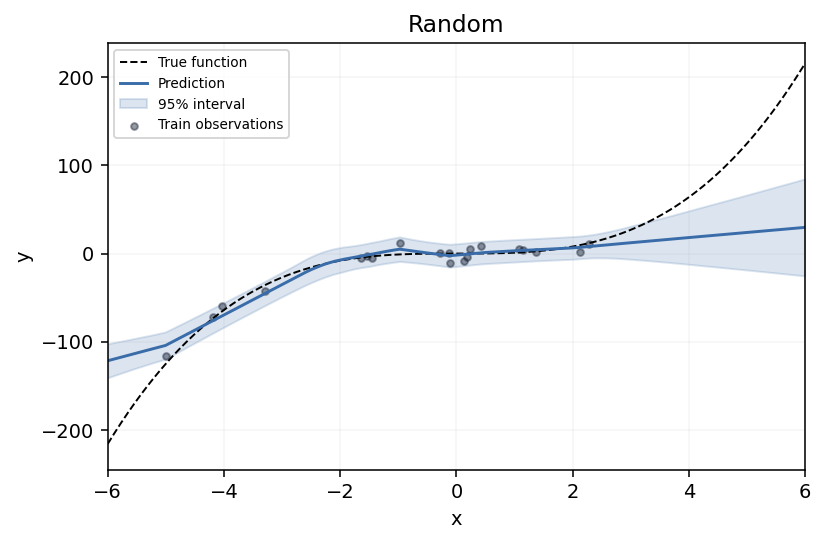 Random
True function
Prediction
95% interval
Train observations
200
100
0
−100
−200
y
−6 −4 −2 0 2 4 6
x